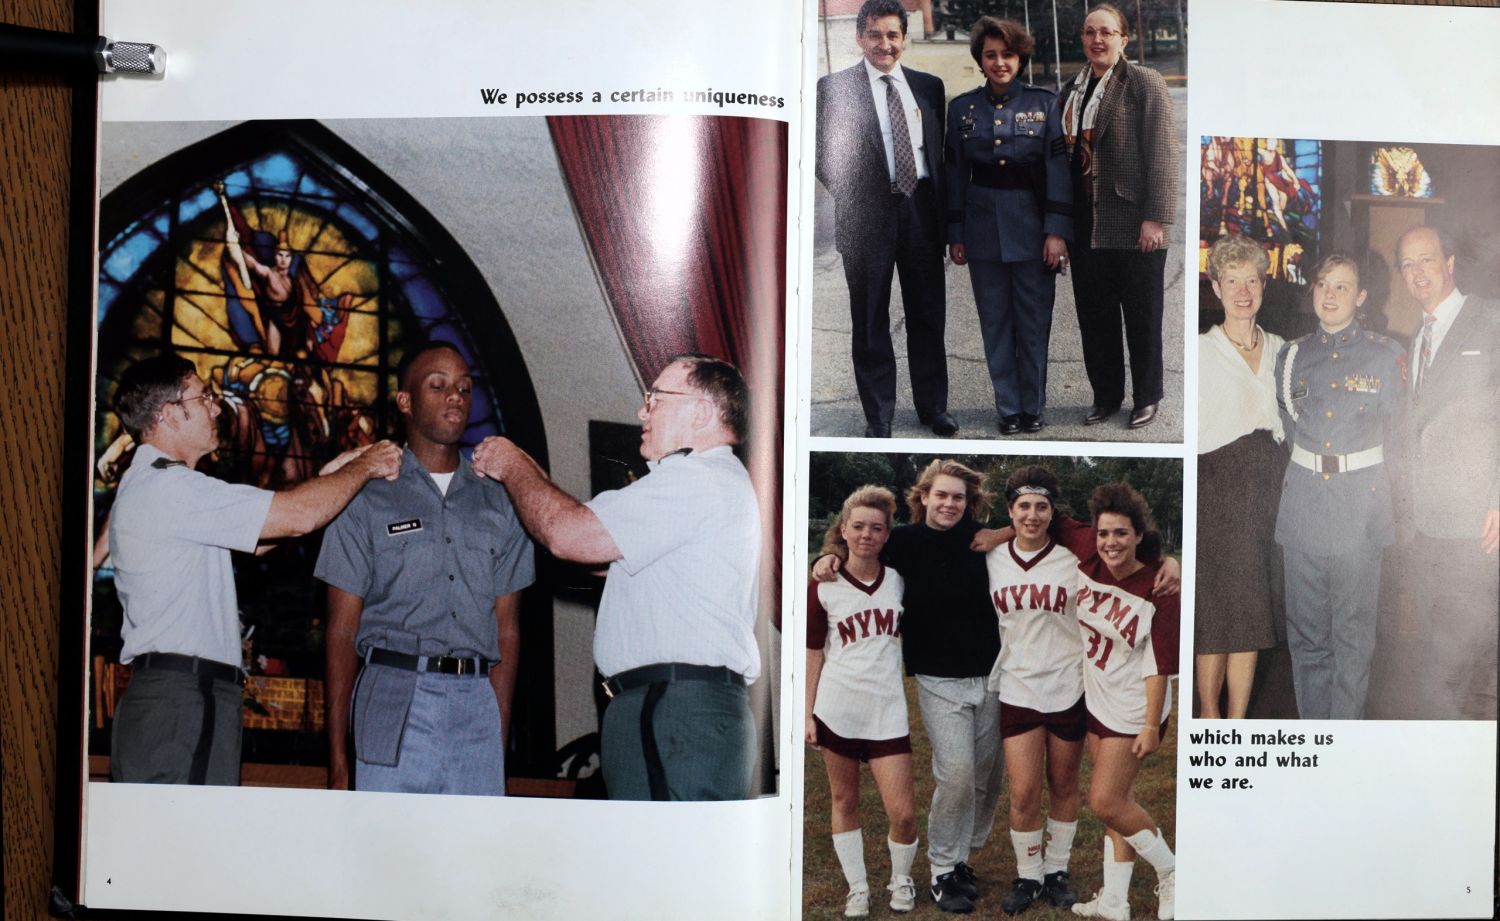 We possess a certain uniqueness
PALMER G
NYMA
NYMA
NYMA
31
which makes us
who and what
we are.
4
5